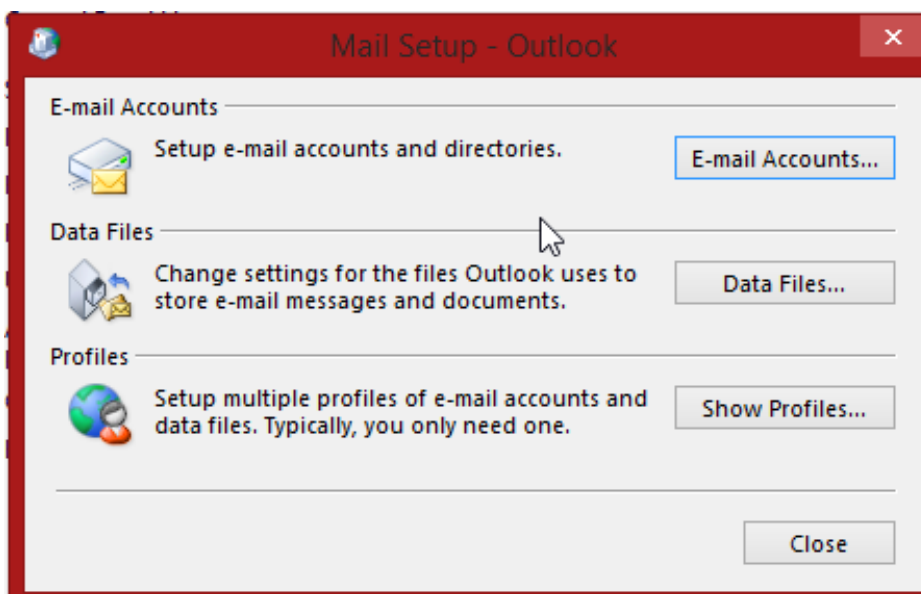 Mail Setup - Outlook
E-mail Accounts
Setup e-mail accounts and directories.
E-mail Accounts...
Data Files
Change settings for the files Outlook uses to
store e-mail messages and documents.
Data Files...
Profiles
Setup multiple profiles of e-mail accounts and
data files. Typically, you only need one.
Show Profiles...
Close